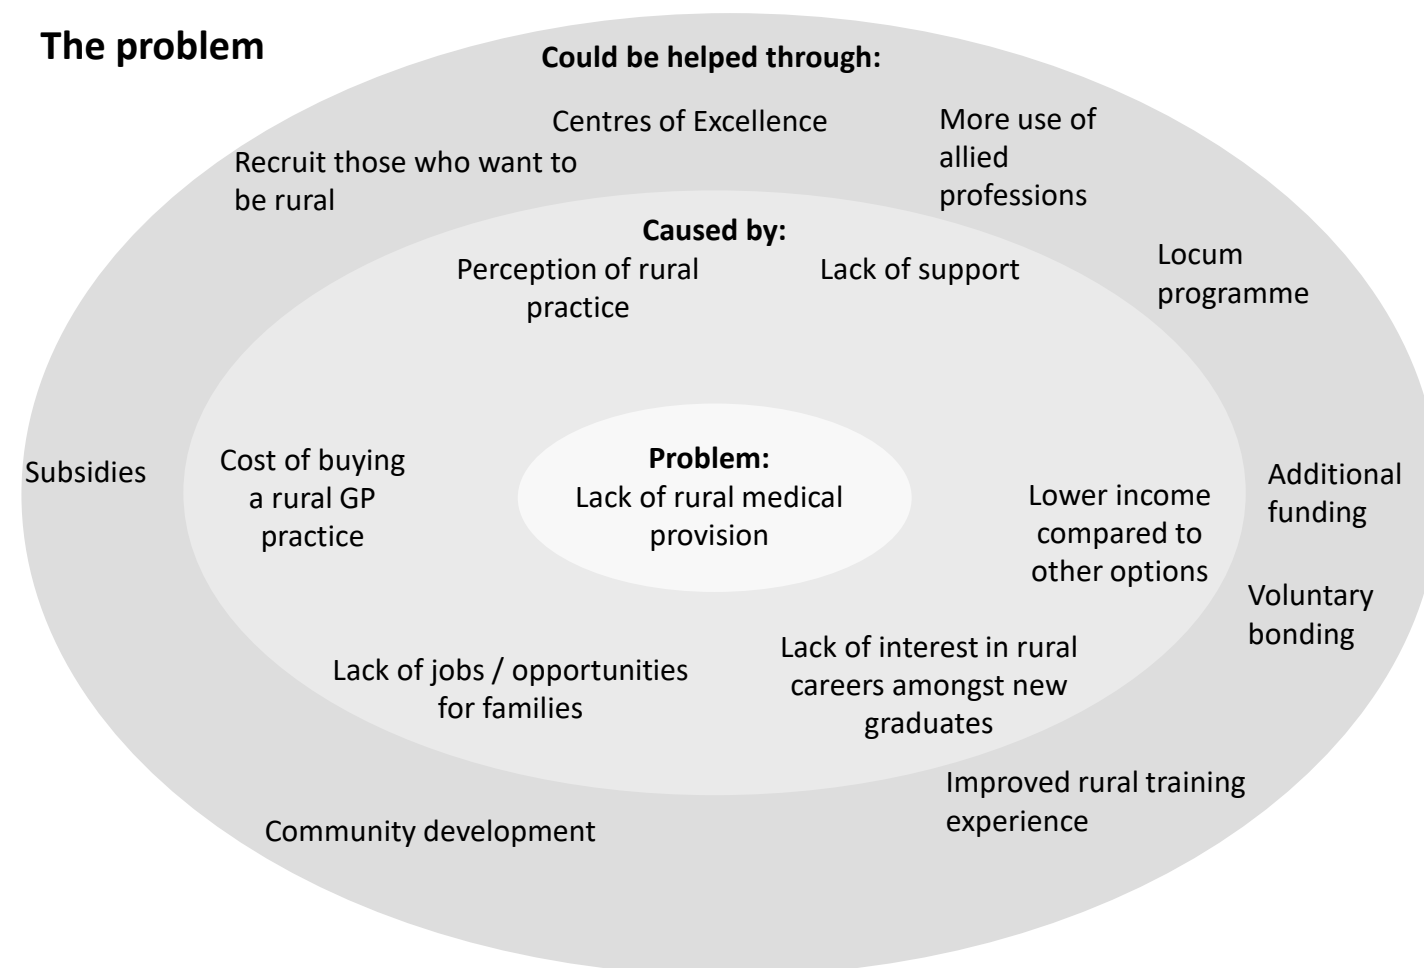 The problem
Could be helped through:
Centres of Excellence
More use of
allied
professions
Recruit those who want to
be rural
Caused by:
Perception of rural
practice
Lack of support
Locum
programme
Subsidies
Cost of buying
a rural GP
practice
Problem:
Lack of rural medical
provision
Lower income
compared to
other options
Additional
funding
Voluntary
bonding
Lack of jobs / opportunities
for families
Lack of interest in rural
careers amongst new
graduates
Improved rural training
experience
Community development